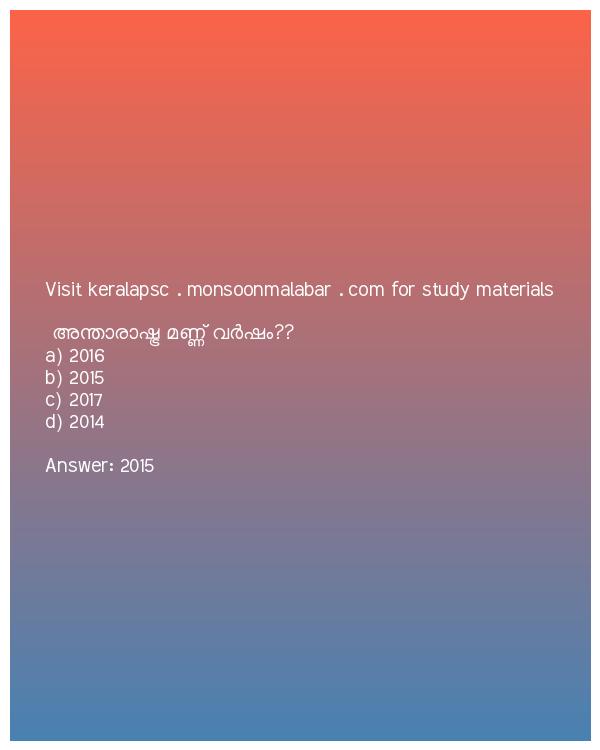 Visit keralapsc . monsoonmalabar . com for study materials
അന്താരാഷ്ട്ര മണ്ണ് വർഷം??
a) 2016
b) 2015
c) 2017
d) 2014
Answer: 2015